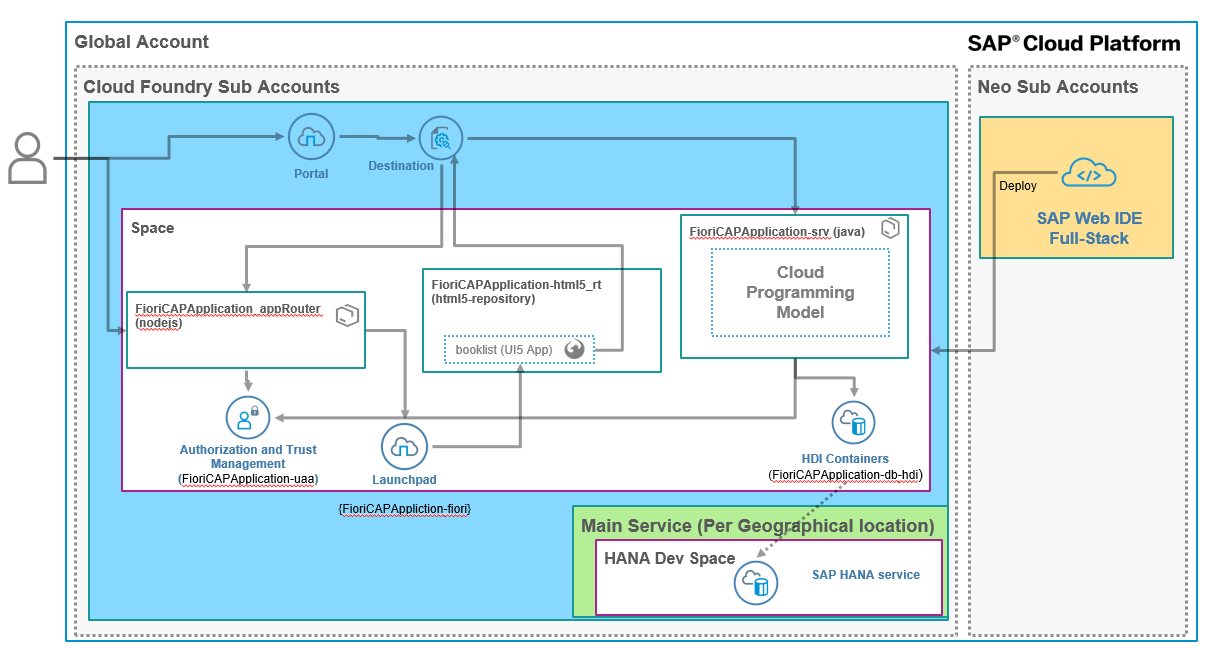 Global Account
SAP® Cloud Platform
Cloud Foundry Sub Accounts
Neo Sub Accounts
Portal
Destination
Deploy
SAP Web IDE
Full-Stack
Space
FioriCAPApplication-srv (java)
Cloud
Programming
Model
FioriCAPApplication-html5_rt
(html5-repository)
booklist (UI5 App)
FioriCAPApplication_appRouter
(nodejs)
Authorization and Trust
Management
(FioriCAPApplication-uaa)
Launchpad
{FioriCAPAppliction-fiori}
HDI Containers
(FioriCAPApplication-db-hdi)
Main Service (Per Geographical location)
HANA Dev Space
SAP HANA service